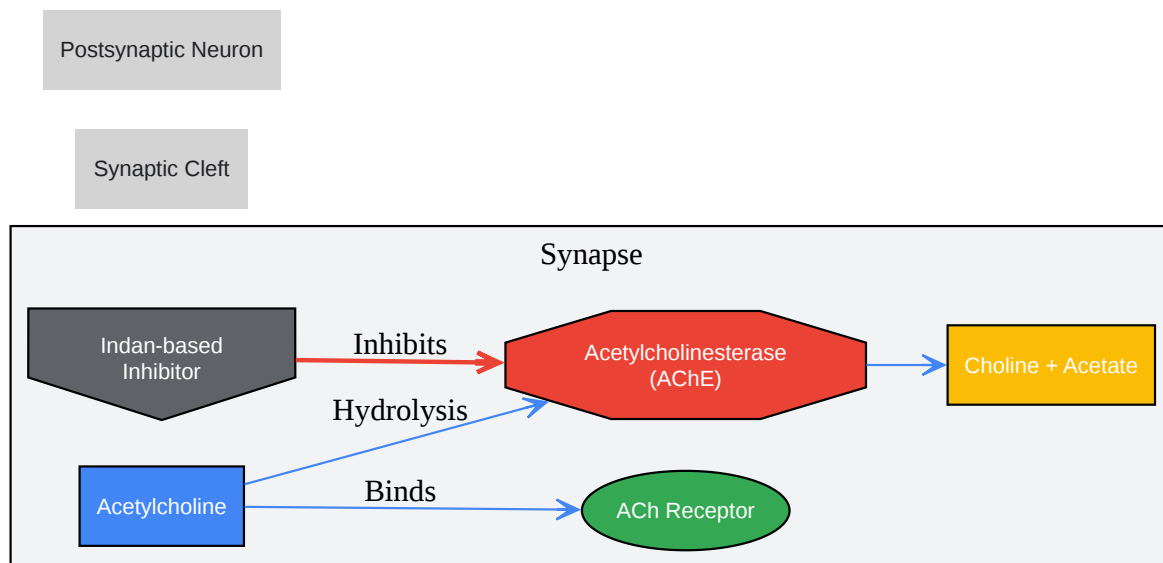 Postsynaptic Neuron
Synaptic Cleft
Synapse
Indan-based
Inhibitor
Inhibits
Acetylcholinesterase
(AChE)
Choline + Acetate
Hydrolysis
Acetylcholine
Binds
ACh Receptor